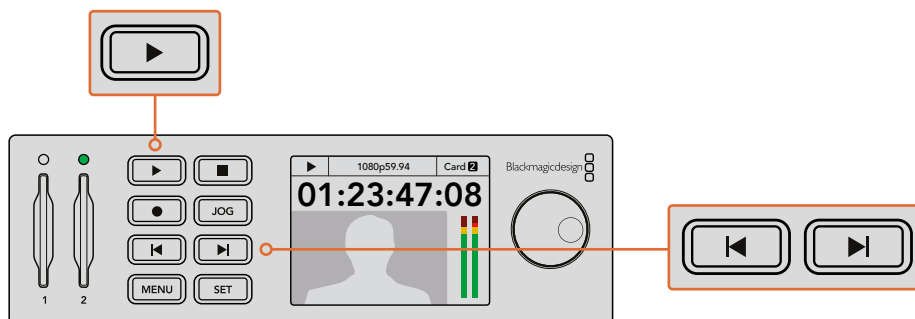 1080p59.94
Card 2
Blackmagicdesign
01:23:47:08
JOG
MENU
SET
1
2